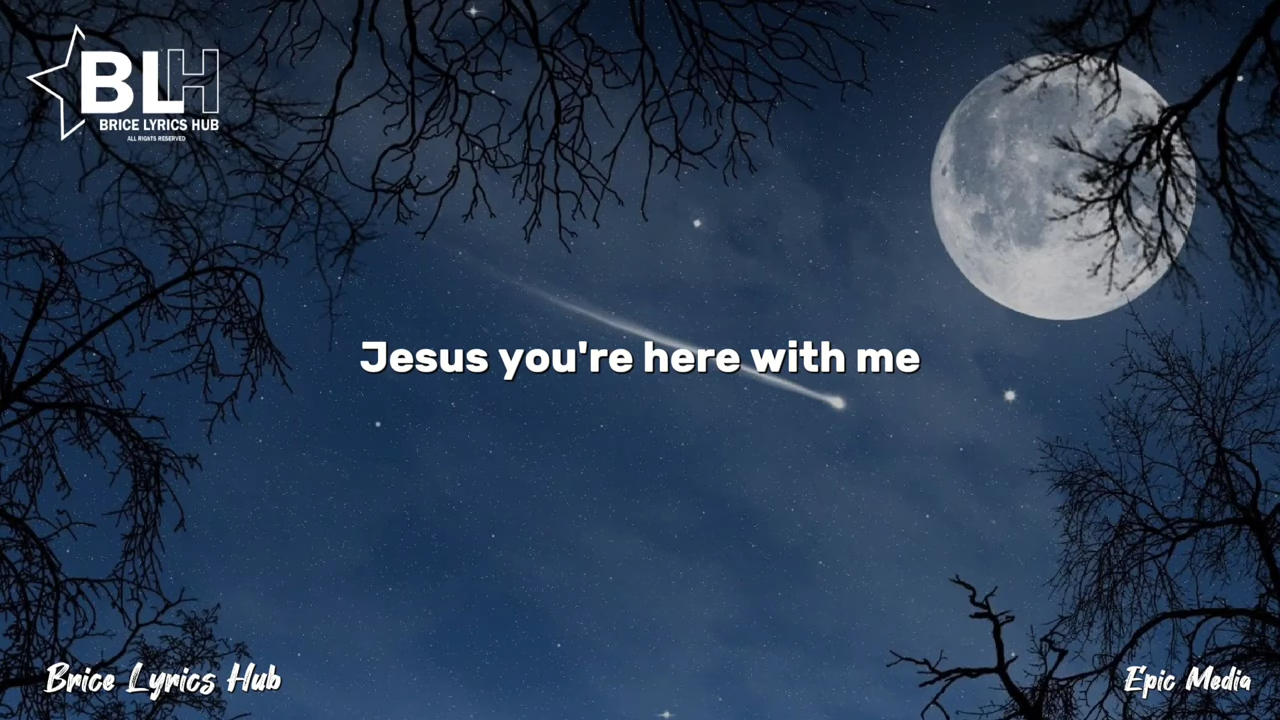 BLH
BRICE LYRICS HUB
ALL RIGHTS RESERVED
Jesus you're here with me
Brice Lyrics Hub
Epic Media